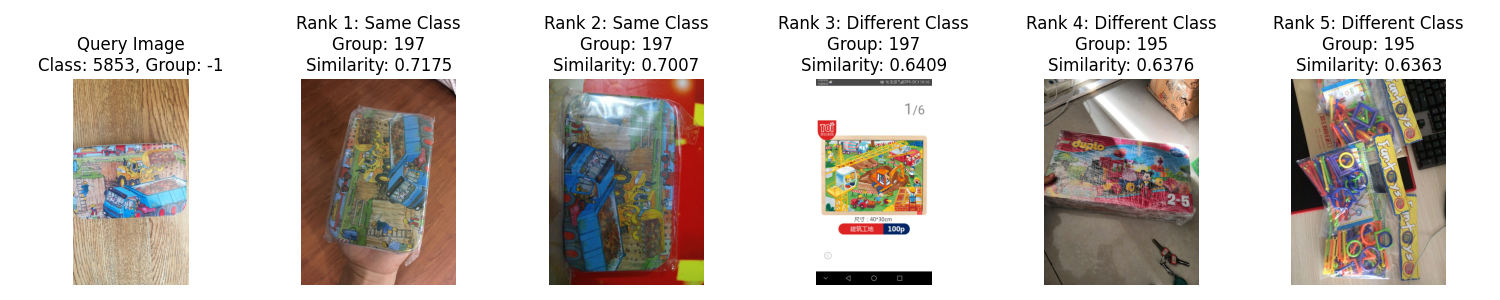 Query Image
Class: 5853, Group: -1
Rank 1: Same Class
Group: 197
Similarity: 0.7175
Rank 2: Same Class
Group: 197
Similarity: 0.7007
Rank 3: Different Class
Group: 197
Similarity: 0.6409
1/6
TOI
尺寸：40*30cm
建筑工地 100p
Rank 4: Different Class
Group: 195
Similarity: 0.6376
duplo
2-5
Rank 5: Different Class
Group: 195
Similarity: 0.6363